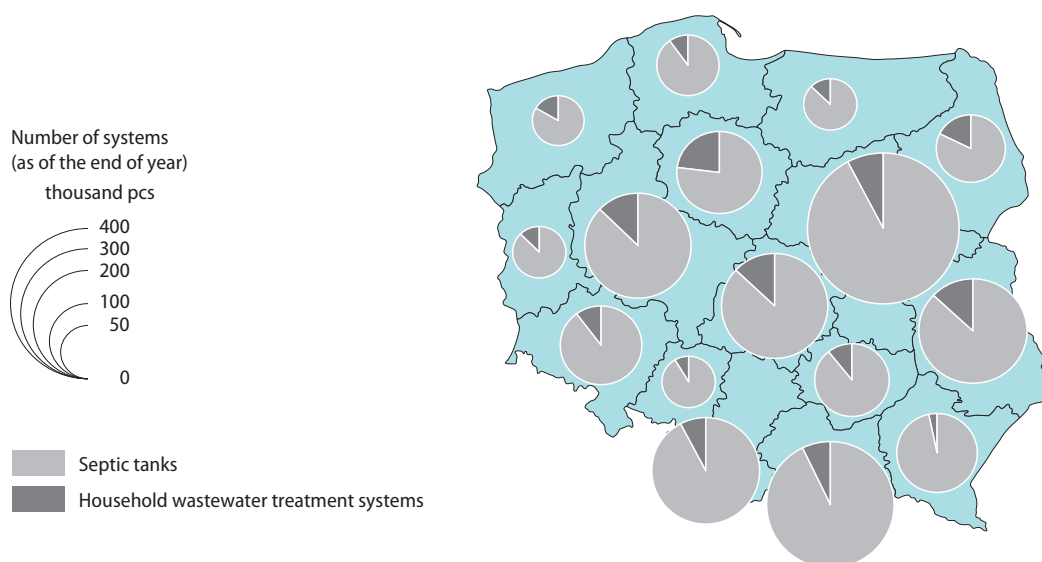 Number of systems
(as of the end of year)
thousand pcs
400
300
200
100
50
0
Septic tanks
Household wastewater treatment systems